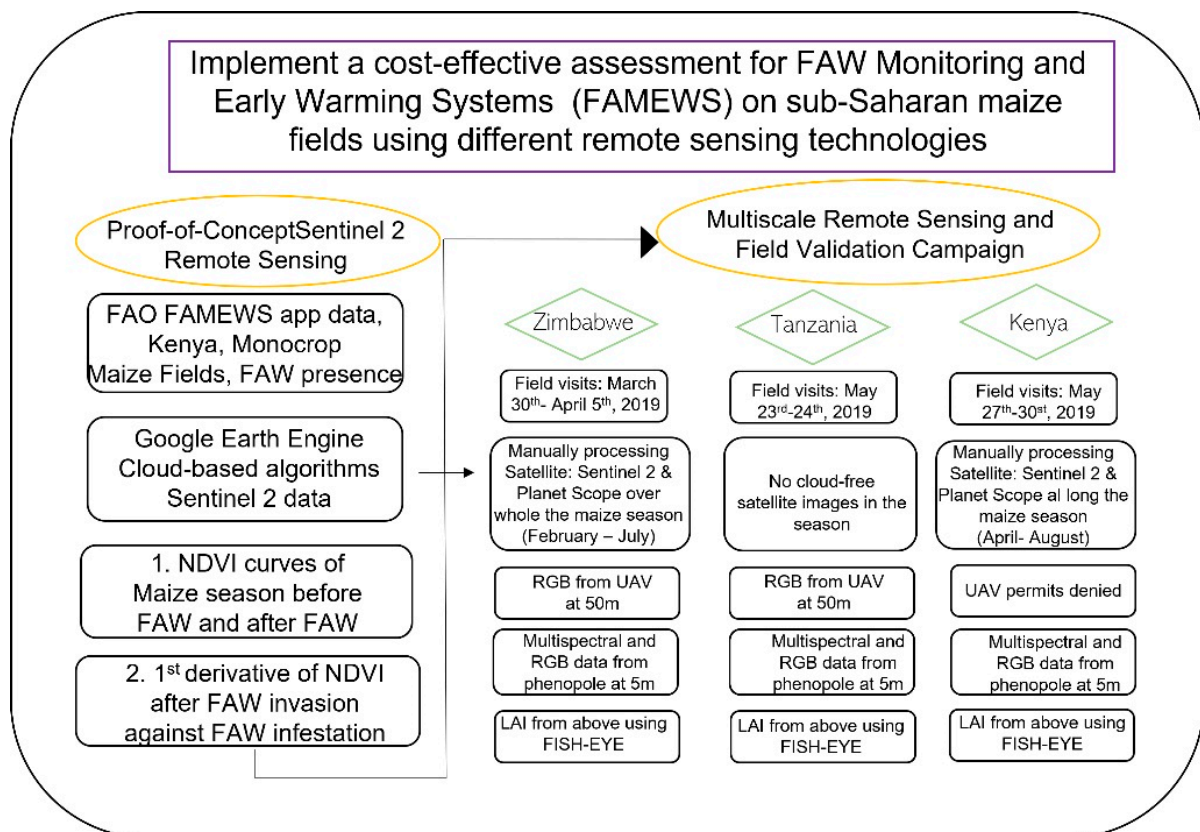 Implement a cost-effective assessment for FAW Monitoring and
Early Warming Systems (FAMEWS) on sub-Saharan maize
fields using different remote sensing technologies
Proof-of-ConceptSentinel 2
Remote Sensing
FAO FAMEWS app data,
Kenya, Monocrop
Maize Fields, FAW presence
Google Earth Engine
Cloud-based algorithms
Sentinel 2 data
1. NDVI curves of
Maize season before
FAW and after FAW
2. 1st derivative of NDVI
after FAW invasion
against FAW infestation
Multiscale Remote Sensing and
Field Validation Campaign
Zimbabwe
Field visits: March
30th- April 5th, 2019
Manually processing
Satellite: Sentinel 2 &
Planet Scope over
whole the maize season
(February – July)
RGB from UAV
at 50m
Multispectral and
RGB data from
phenopole at 5m
LAI from above using
FISH-EYE
Tanzania
Field visits: May
23rd-24th, 2019
No cloud-free
satellite images in the
season
RGB from UAV
at 50m
Multispectral and
RGB data from
phenopole at 5m
LAI from above using
FISH-EYE
Kenya
Field visits: May
27th-30st, 2019
Manually processing
Satellite: Sentinel 2 &
Planet Scope al long the
maize season
(April- August)
UAV permits denied
Multispectral and
RGB data from
phenopole at 5m
LAI from above using
FISH-EYE